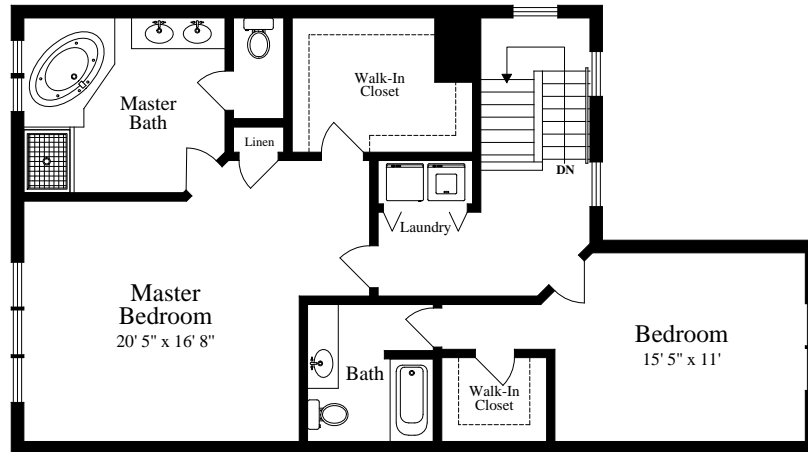 Master
Bath
Walk-In
Closet
Linen
DN
Laundry
Master
Bedroom
20' 5" x 16' 8"
Bedroom
15' 5" x 11'
Bath
Walk-In
Closet